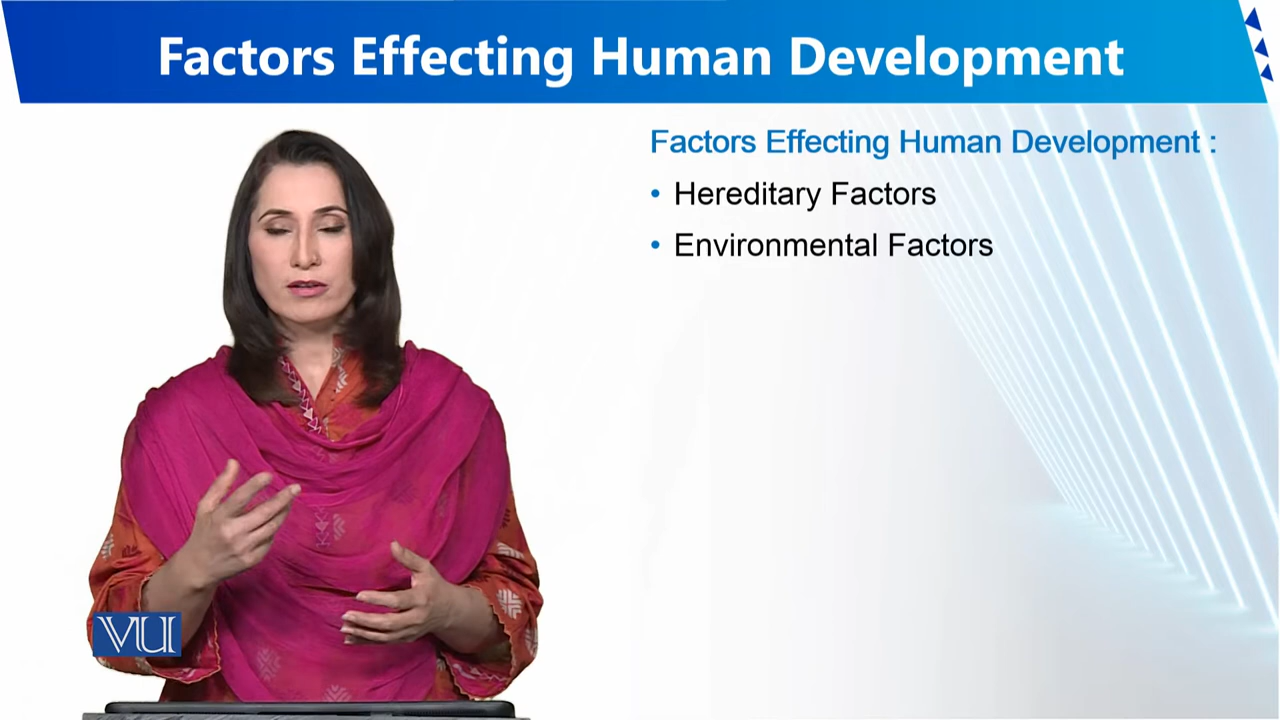 Factors Effecting Human Development
Factors Effecting Human Development :
• Hereditary Factors
• Environmental Factors
VU